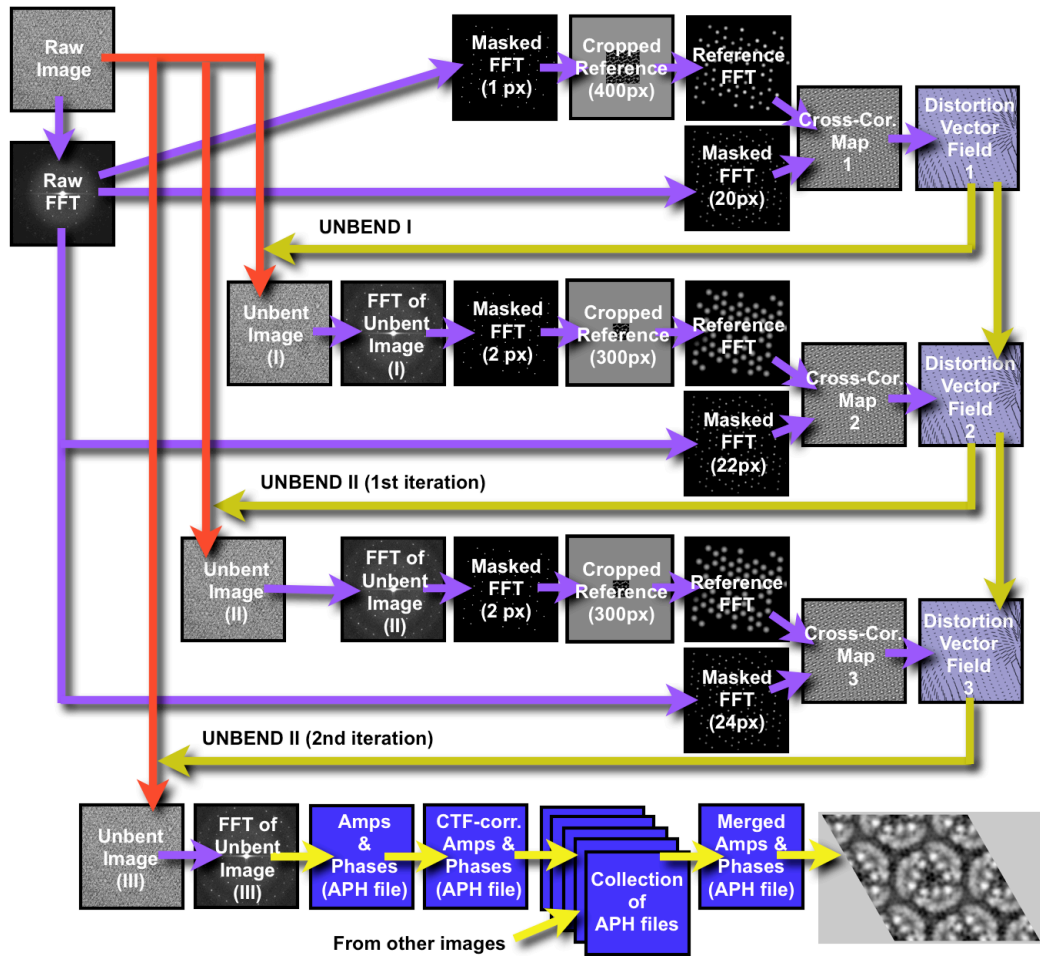 Raw
Image
Masked
FFT
(1 px)
Cropped
Reference
(400px)
Reference
FFT
Cross-Cor.
Map
1
Distortion
Vector
Field
1
Raw
FFT
Masked
FFT
(20px)
UNBEND I
Unbent
Image
(I)
FFT of
Unbent
Image
(I)
Masked
FFT
(2 px)
Cropped
Reference
(300px)
Reference
FFT
Cross-Cor.
Map
2
Distortion
Vector
Field
2
Masked
FFT
(22px)
UNBEND II (1st iteration)
Unbent
Image
(II)
FFT of
Unbent
Image
(II)
Masked
FFT
(2 px)
Cropped
Reference
(300px)
Reference
FFT
Cross-Cor.
Map
3
Distortion
Vector
Field
3
Masked
FFT
(24px)
UNBEND II (2nd iteration)
Unbent
Image
(III)
FFT of
Unbent
Image
(III)
Amps
&
Phases
(APH file)
CTF-corr.
Amps &
Phases
(APH file)
Collection
of
APH files
Merged
Amps &
Phases
(APH file)
From other images